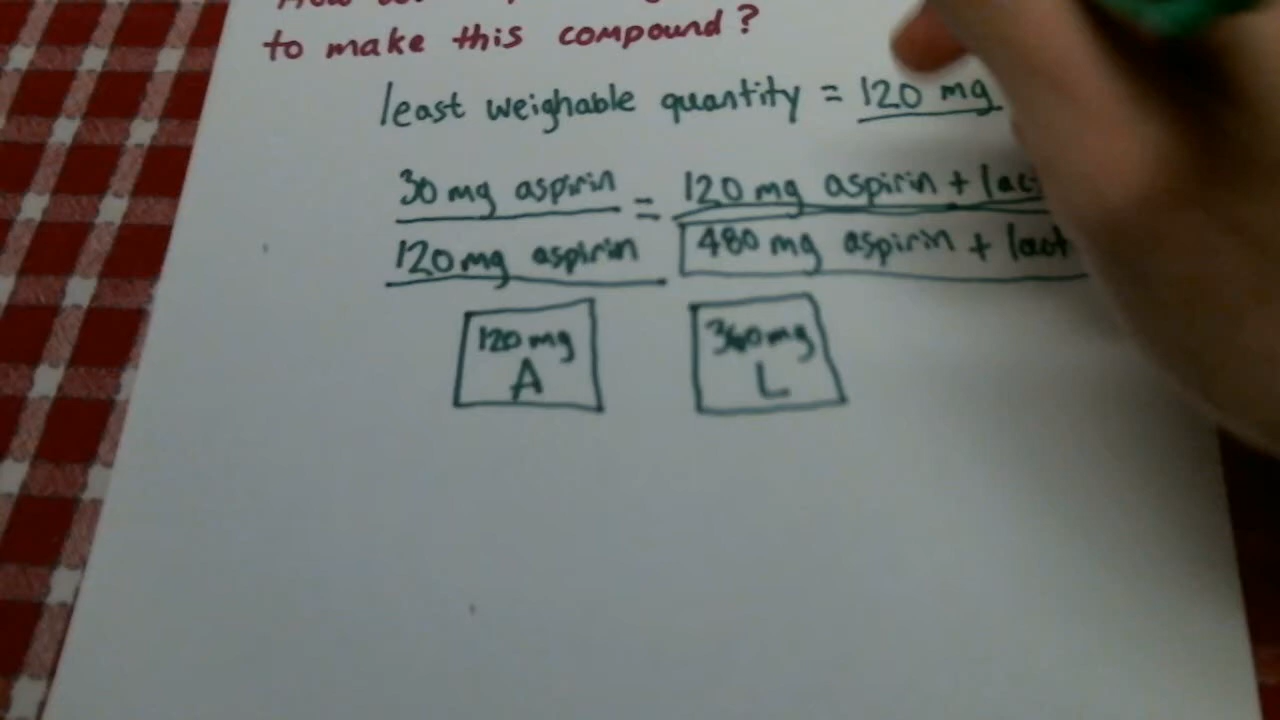 to make this compound?
least weighable quantity = 120 mg
30 mg aspirin = 120 mg aspirin +
120 mg aspirin 480 mg aspirin + lact
120 mg 360 mg
A L